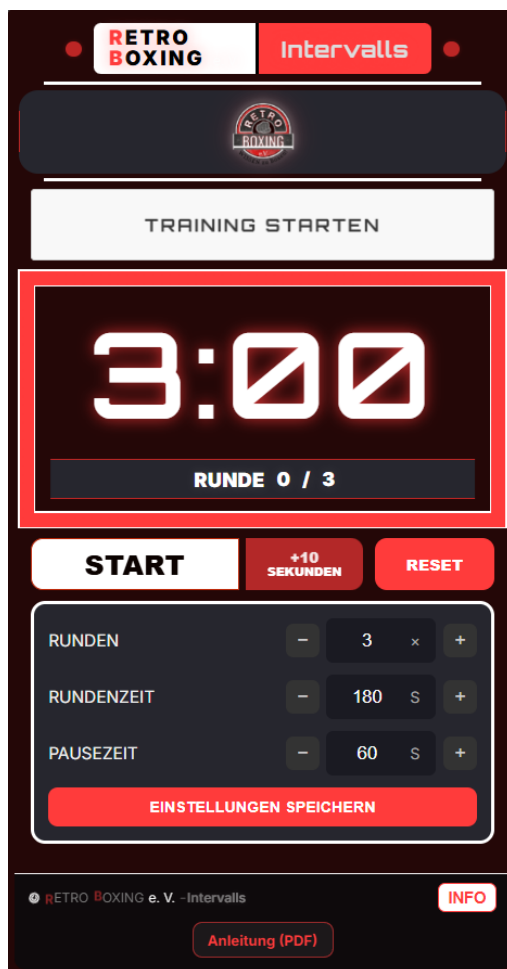 RETRO
BOXING
Intervalls
RETRO
BOXING
e.V.
TRAINING STARTEN
3:00
RUNDE 0 / 3
START
+10
SEKUNDEN
RESET
RUNDEN − 3 × +
RUNDENZEIT − 180 S +
PAUSEZEIT − 60 S +
EINSTELLUNGEN SPEICHERN
RETRO BOXING e. V. - Intervalls
INFO
Anleitung (PDF)